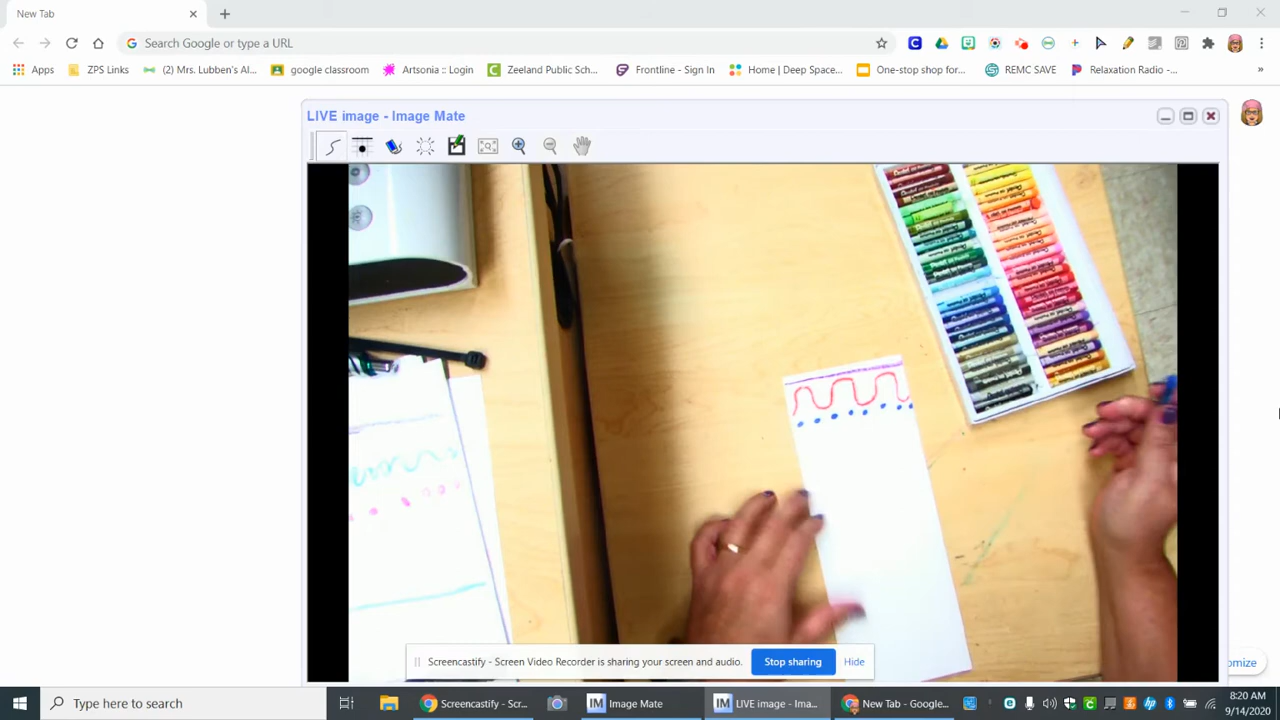 New Tab
Search Google or type a URL
Apps
ZPS Links
() Mrs. Lubben's Al...
google classroom
Artsonia :: Login
Zeeland Public Sch...
Frontline - Sign In
Home | Deep Space...
One-stop shop for...
REMC SAVE
Relaxation Radio –...
»
LIVE image - Image Mate
Screencastify - Screen Video Recorder is sharing your screen and audio.
Stop sharing
Hide
omize
Type here to search
Screencastify - Scr...
Image Mate
LIVE image - Ima...
New Tab - Google...
8:20 AM
9/14/2020